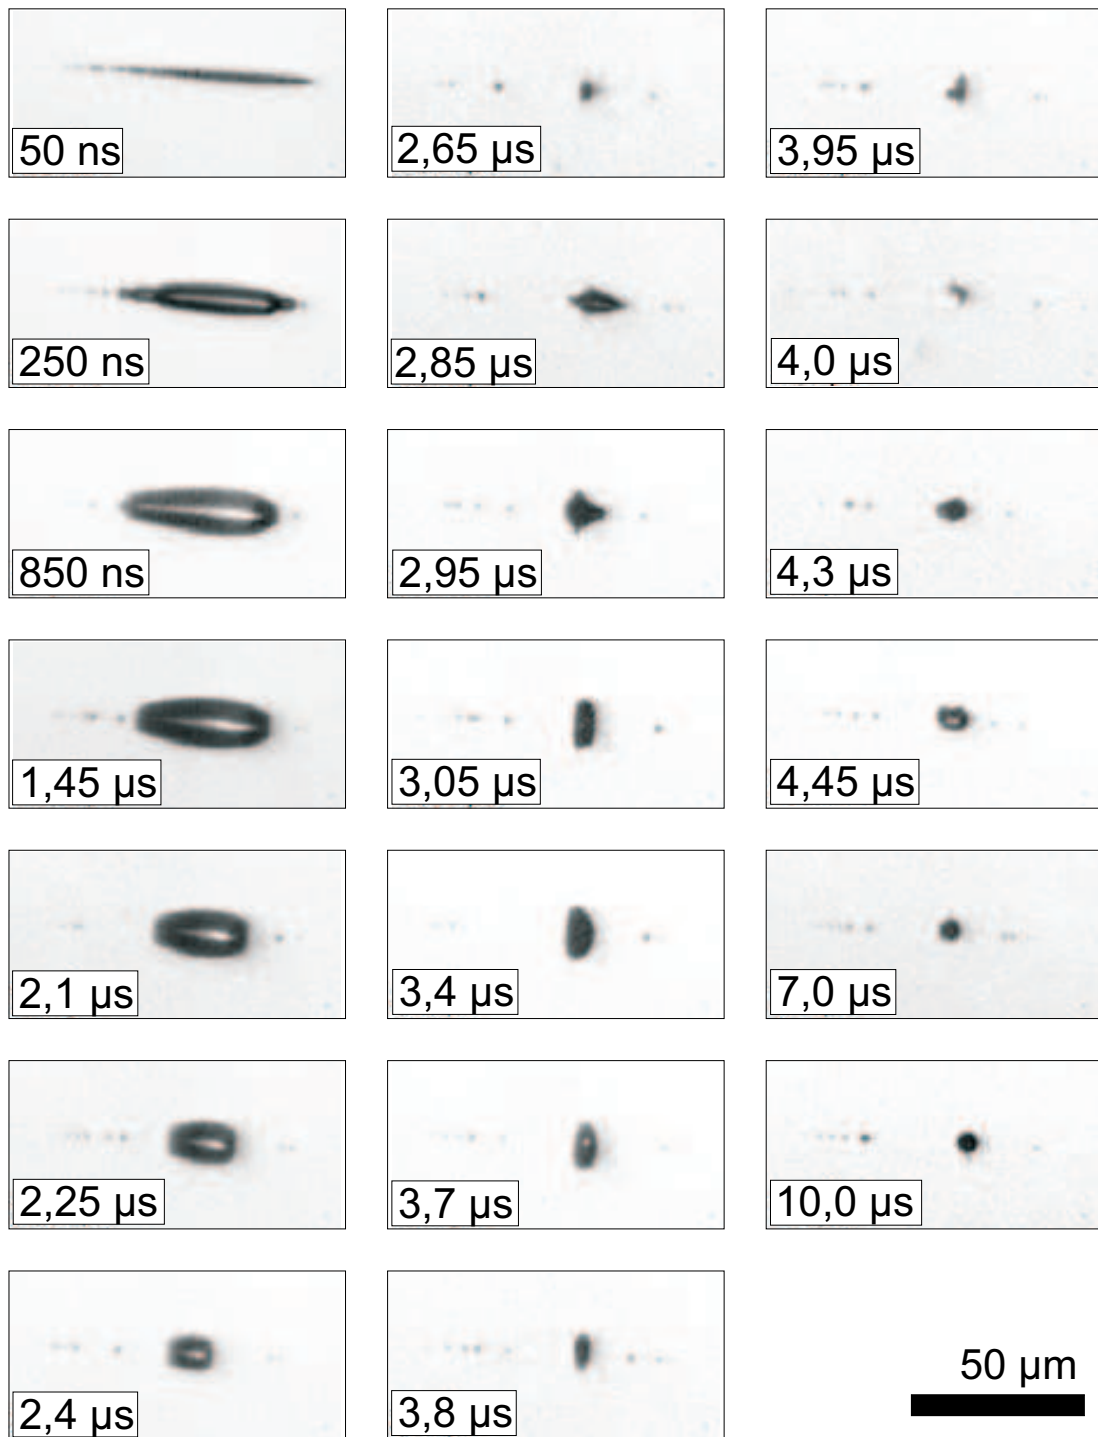 50 ns
250 ns
850 ns
1,45 µs
2,1 µs
2,25 µs
2,4 µs
2,65 µs
2,85 µs
2,95 µs
3,05 µs
3,4 µs
3,7 µs
3,8 µs
3,95 µs
4,0 µs
4,3 µs
4,45 µs
7,0 µs
10,0 µs
50 µm